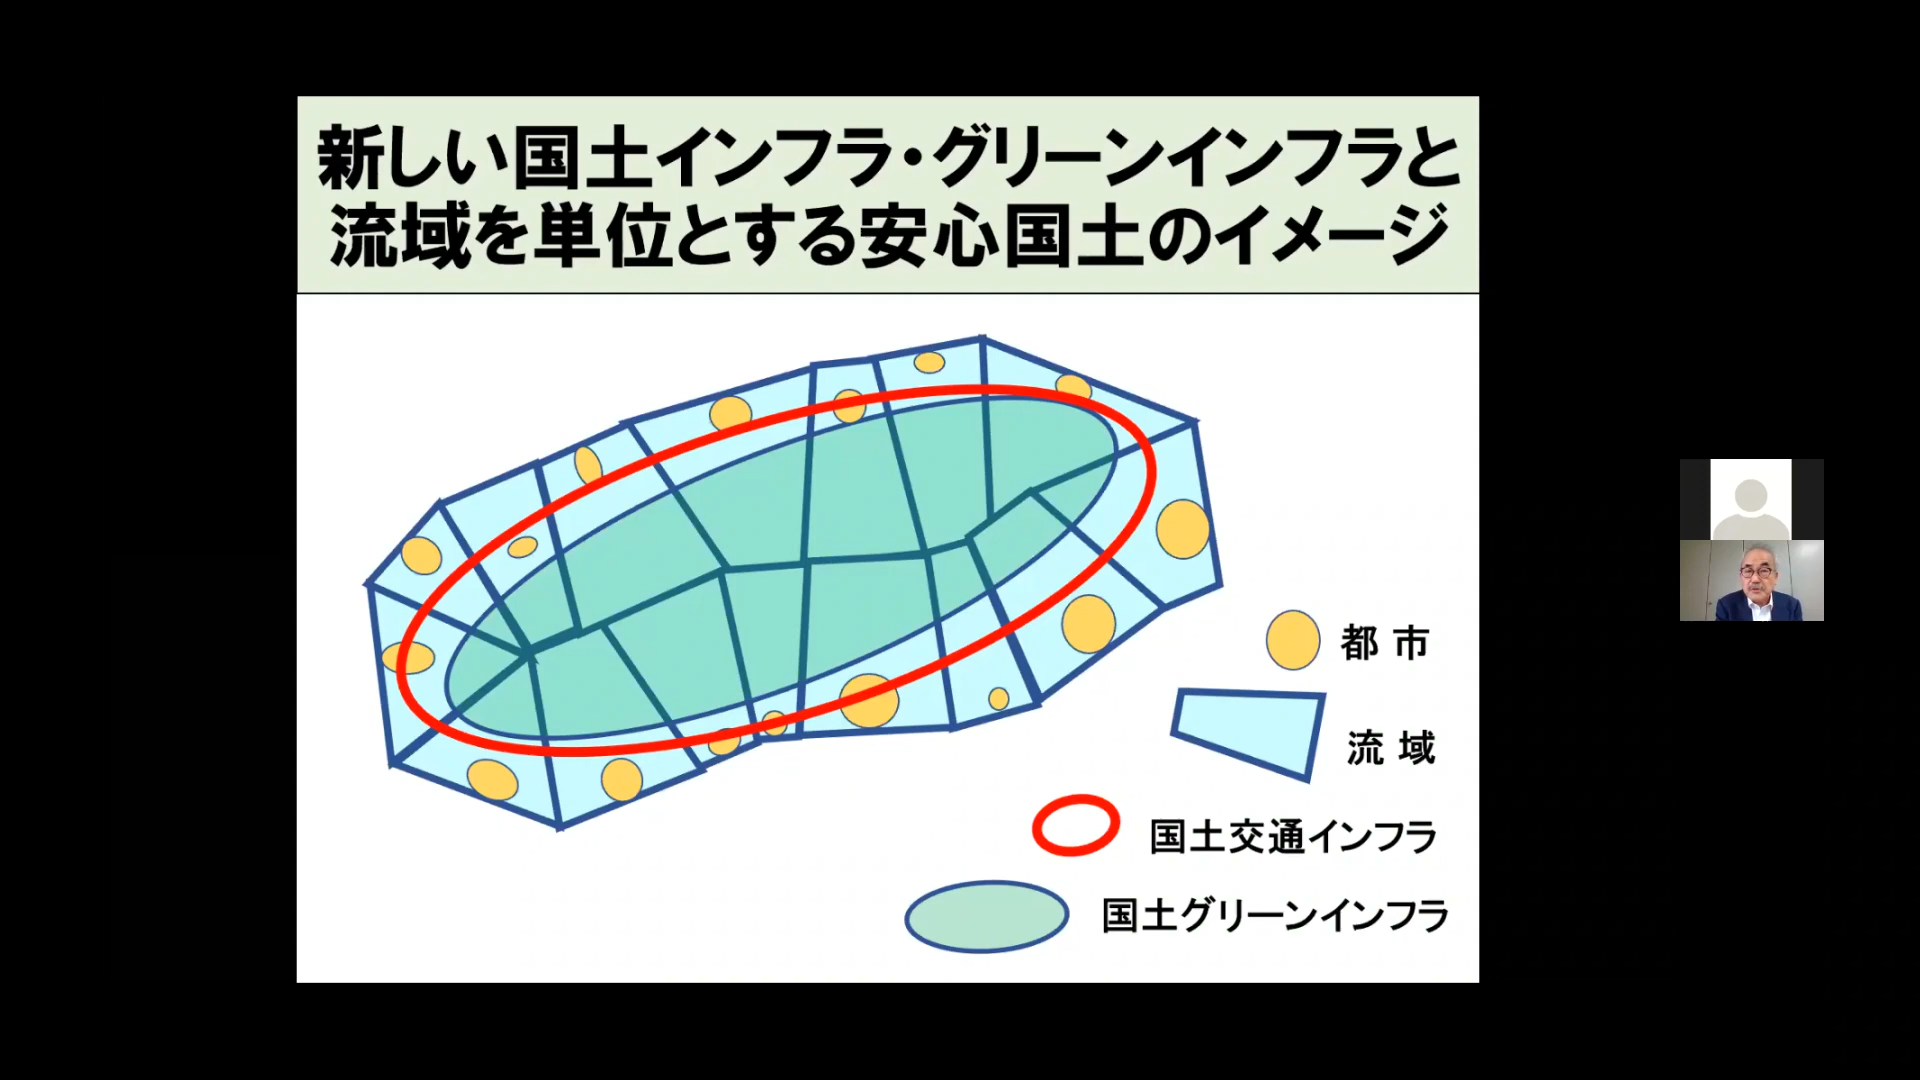 新しい国土インフラ・グリーンインフラと
流域を単位とする安心国土のイメージ
都 市
流 域
国土交通インフラ
国土グリーンインフラ